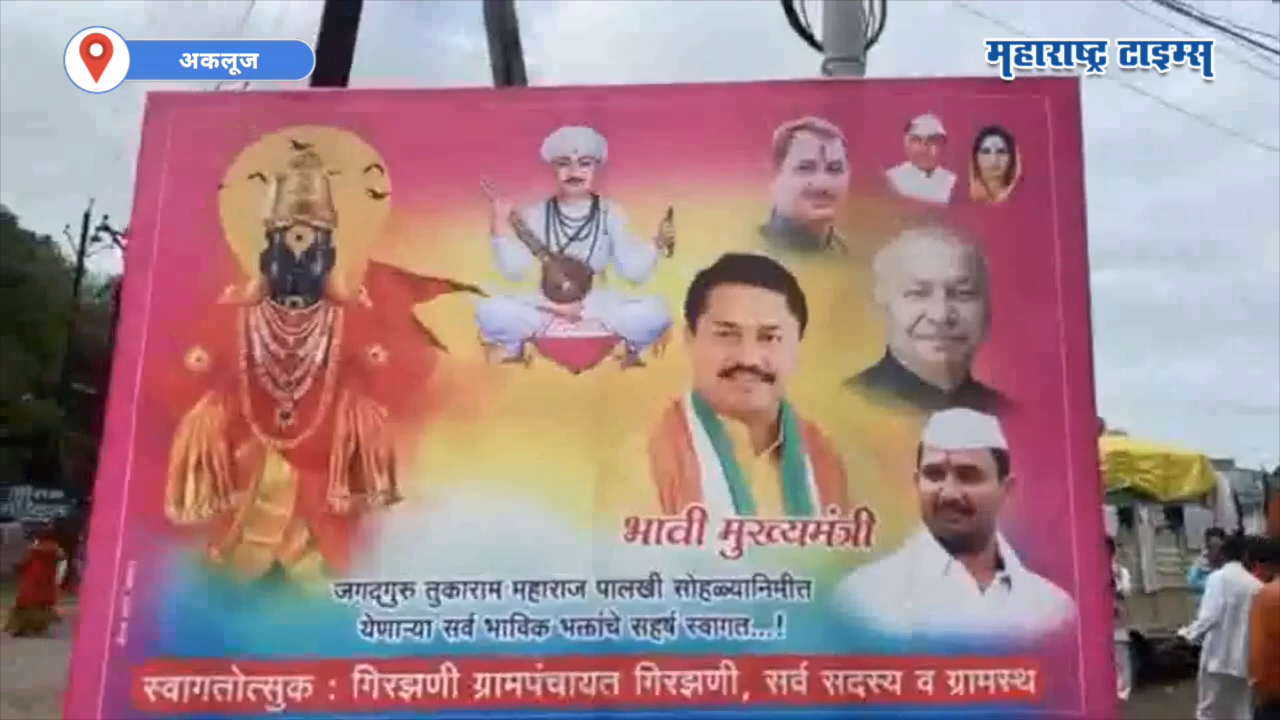 अकलूज
महाराष्ट्र टाइम्स
भावी मुख्यमंत्री
जगद्गुरु तुकाराम महाराज पालखी सोहळ्यानिमीत्त
येणाऱ्या सर्व भाविक भक्तांचे सहर्ष स्वागत...!
स्वागतोत्सुक : गिरझणी ग्रामपंचायत गिरझणी, सर्व सदस्य व ग्रामस्थ